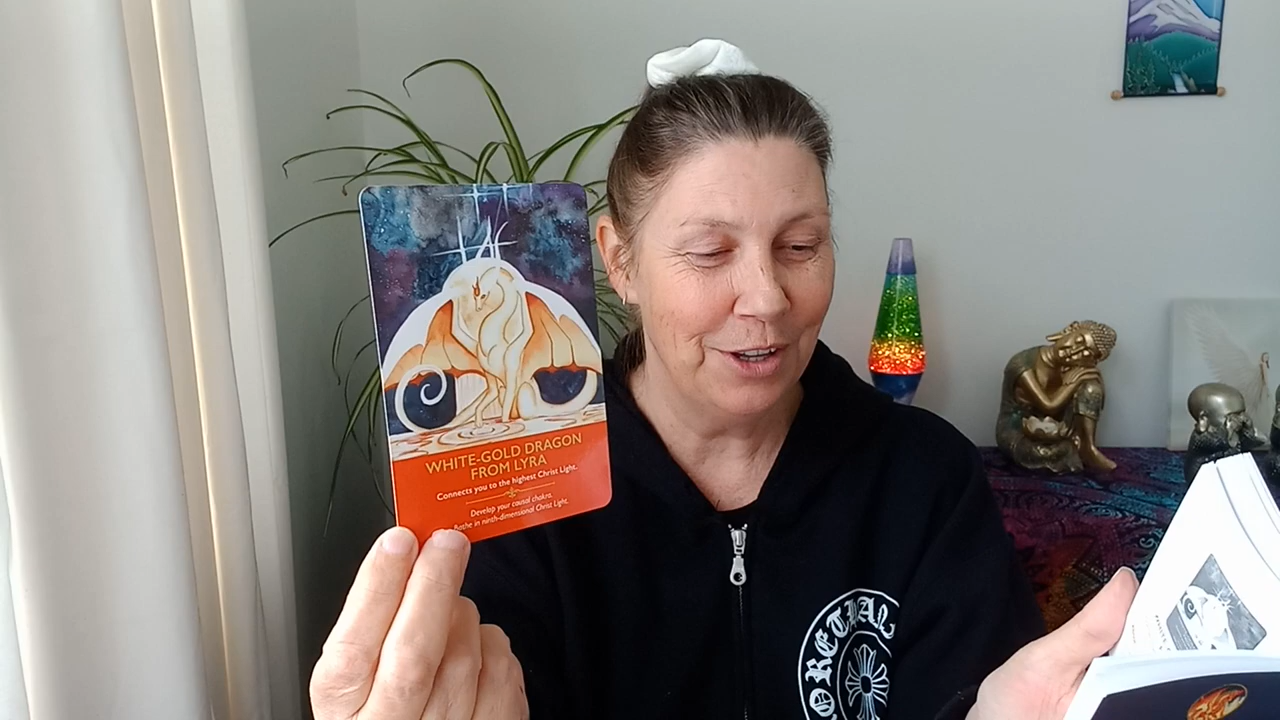 WHITE-GOLD DRAGON
FROM LYRA
Connects you to the highest Christ Light.
Develop your causal chakra.
Bathe in ninth-dimensional Christ Light.